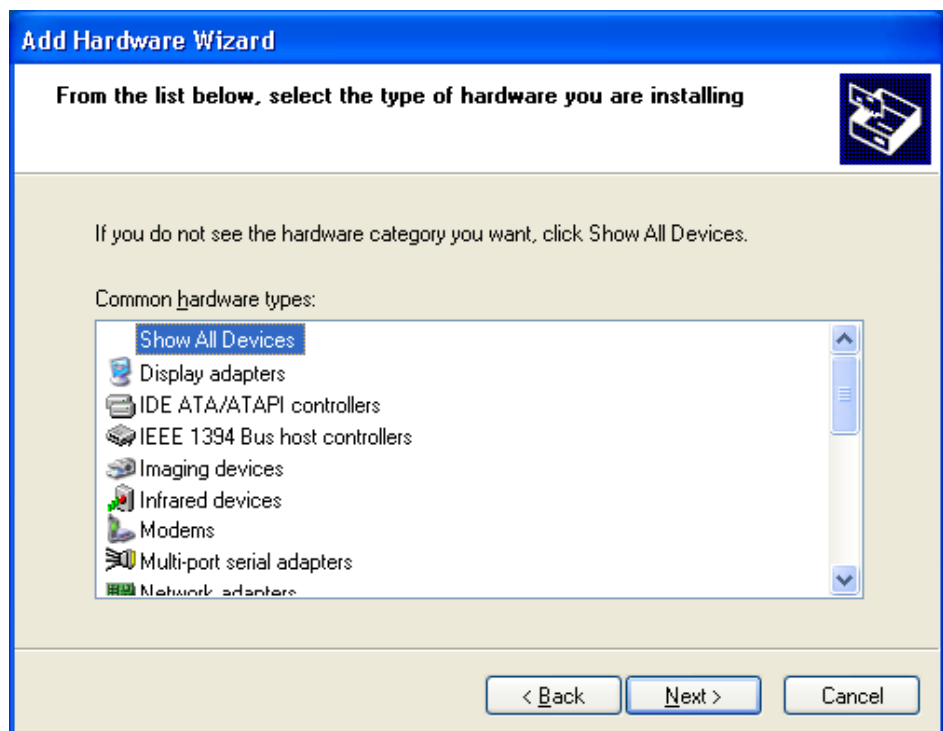 Add Hardware Wizard
From the list below, select the type of hardware you are installing
If you do not see the hardware category you want, click Show All Devices.
Common hardware types:
Show All Devices
Display adapters
IDE ATA/ATAPI controllers
IEEE 1394 Bus host controllers
Imaging devices
Infrared devices
Modems
Multi-port serial adapters
Network adapters
< Back
Next >
Cancel